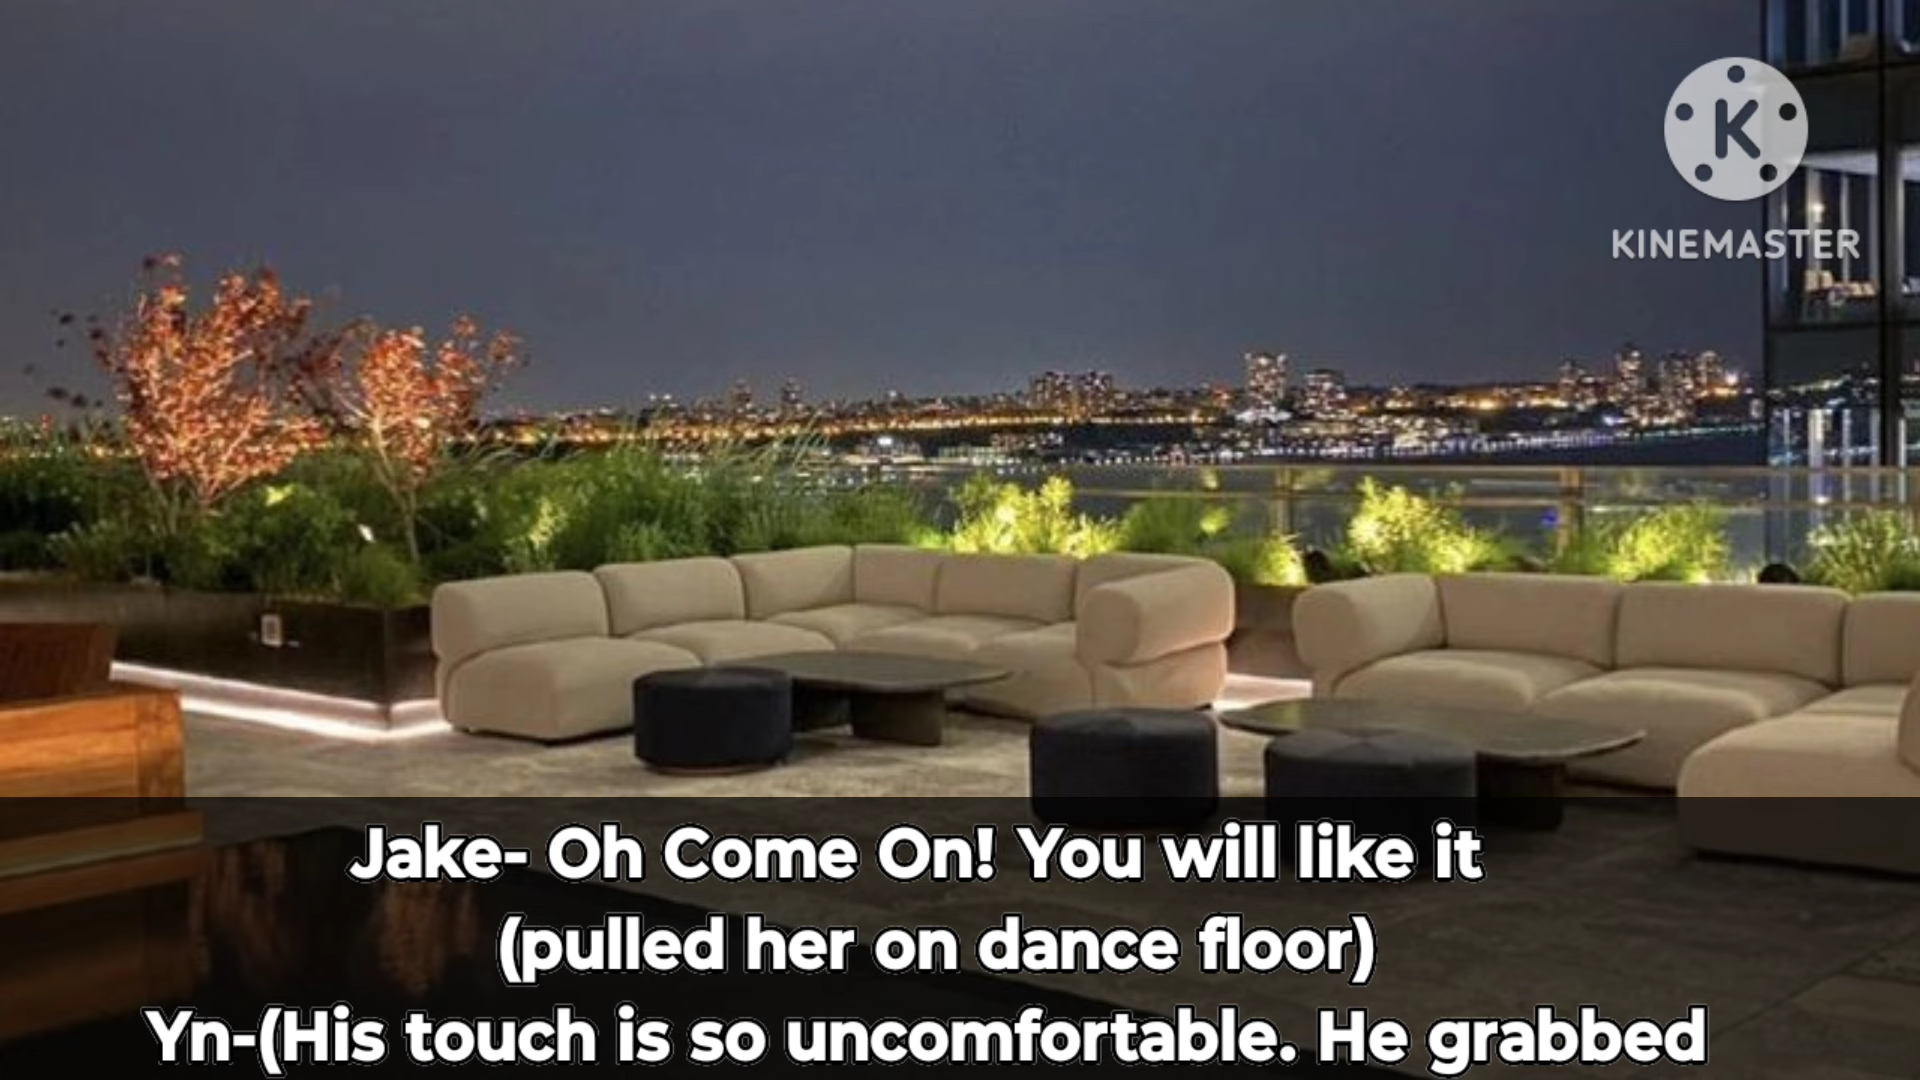 K
KINEMASTER
Jake- Oh Come On! You will like it
(pulled her on dance floor)
Yn-(His touch is so uncomfortable. He grabbed